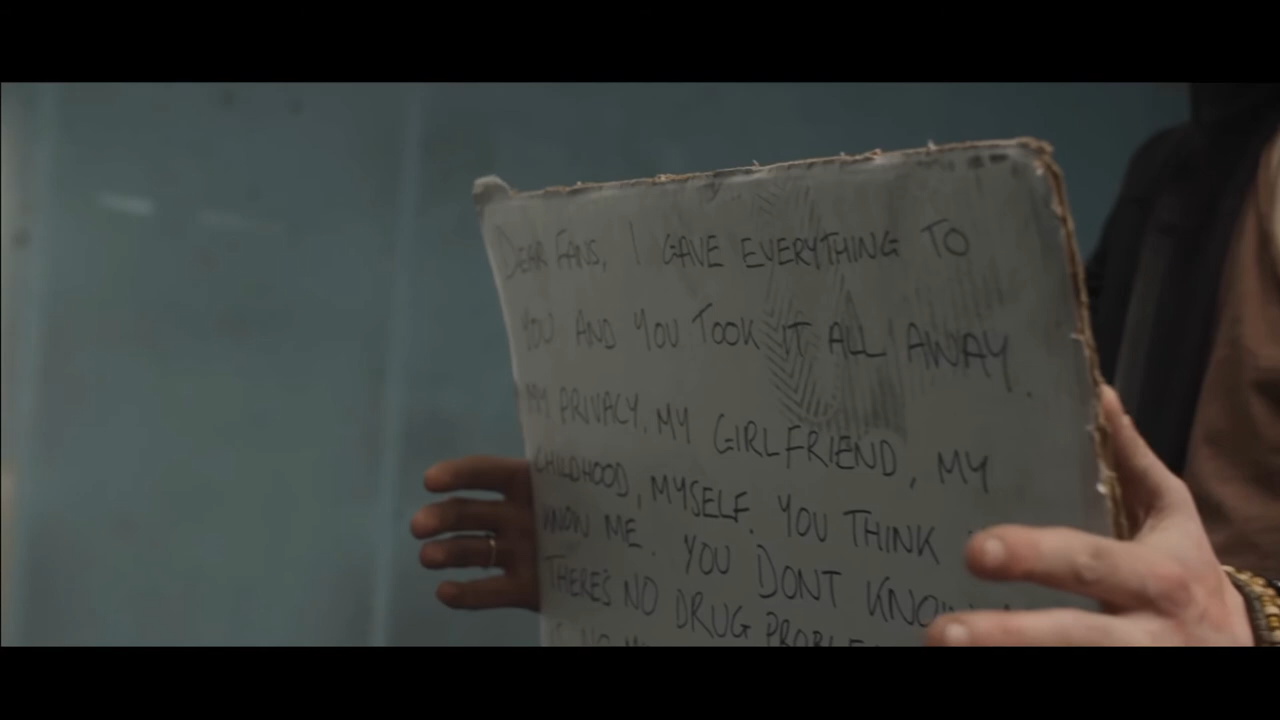 DEAR FANS, I GAVE EVERYTHING TO
YOU AND YOU TOOK IT ALL AWAY.
MY PRIVACY, MY GIRLFRIEND, MY
CHILDHOOD, MYSELF. YOU THINK
KNOW ME. YOU DONT KNOW
THERE'S NO DRUG